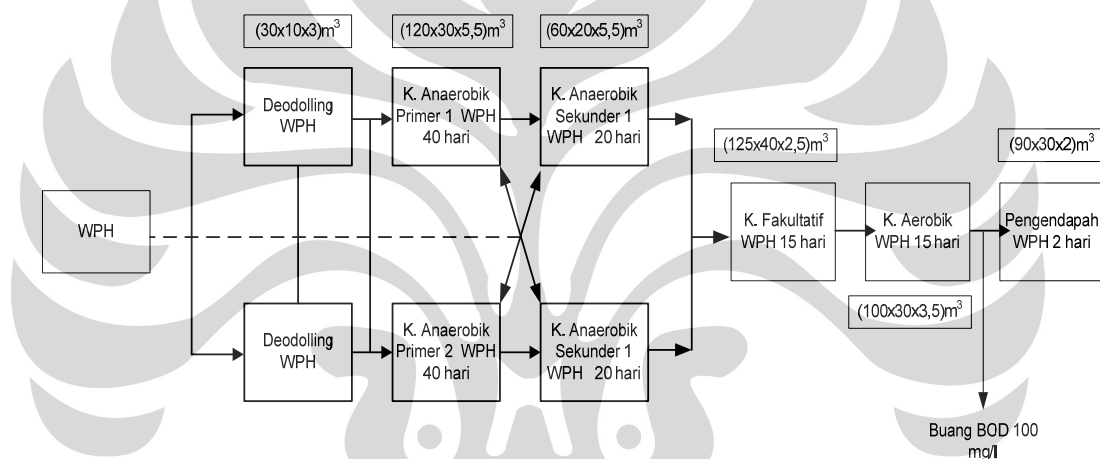 (30x10x3)m³
(120x30x5,5)m³
(60x20x5,5)m³
Deodolling
WPH
K. Anaerobik
Primer 1 WPH
40 hari
K. Anaerobik
Sekunder 1
WPH 20 hari
(125x40x2,5)m³
(90x30x2)m³
WPH
K. Fakultatif
WPH 15 hari
K. Aerobik
WPH 15 hari
Pengendapah
WPH 2 hari
(100x30x3,5)m³
Deodolling
WPH
K. Anaerobik
Primer 2 WPH
40 hari
K. Anaerobik
Sekunder 1
WPH 20 hari
Buang BOD 100
mg/l